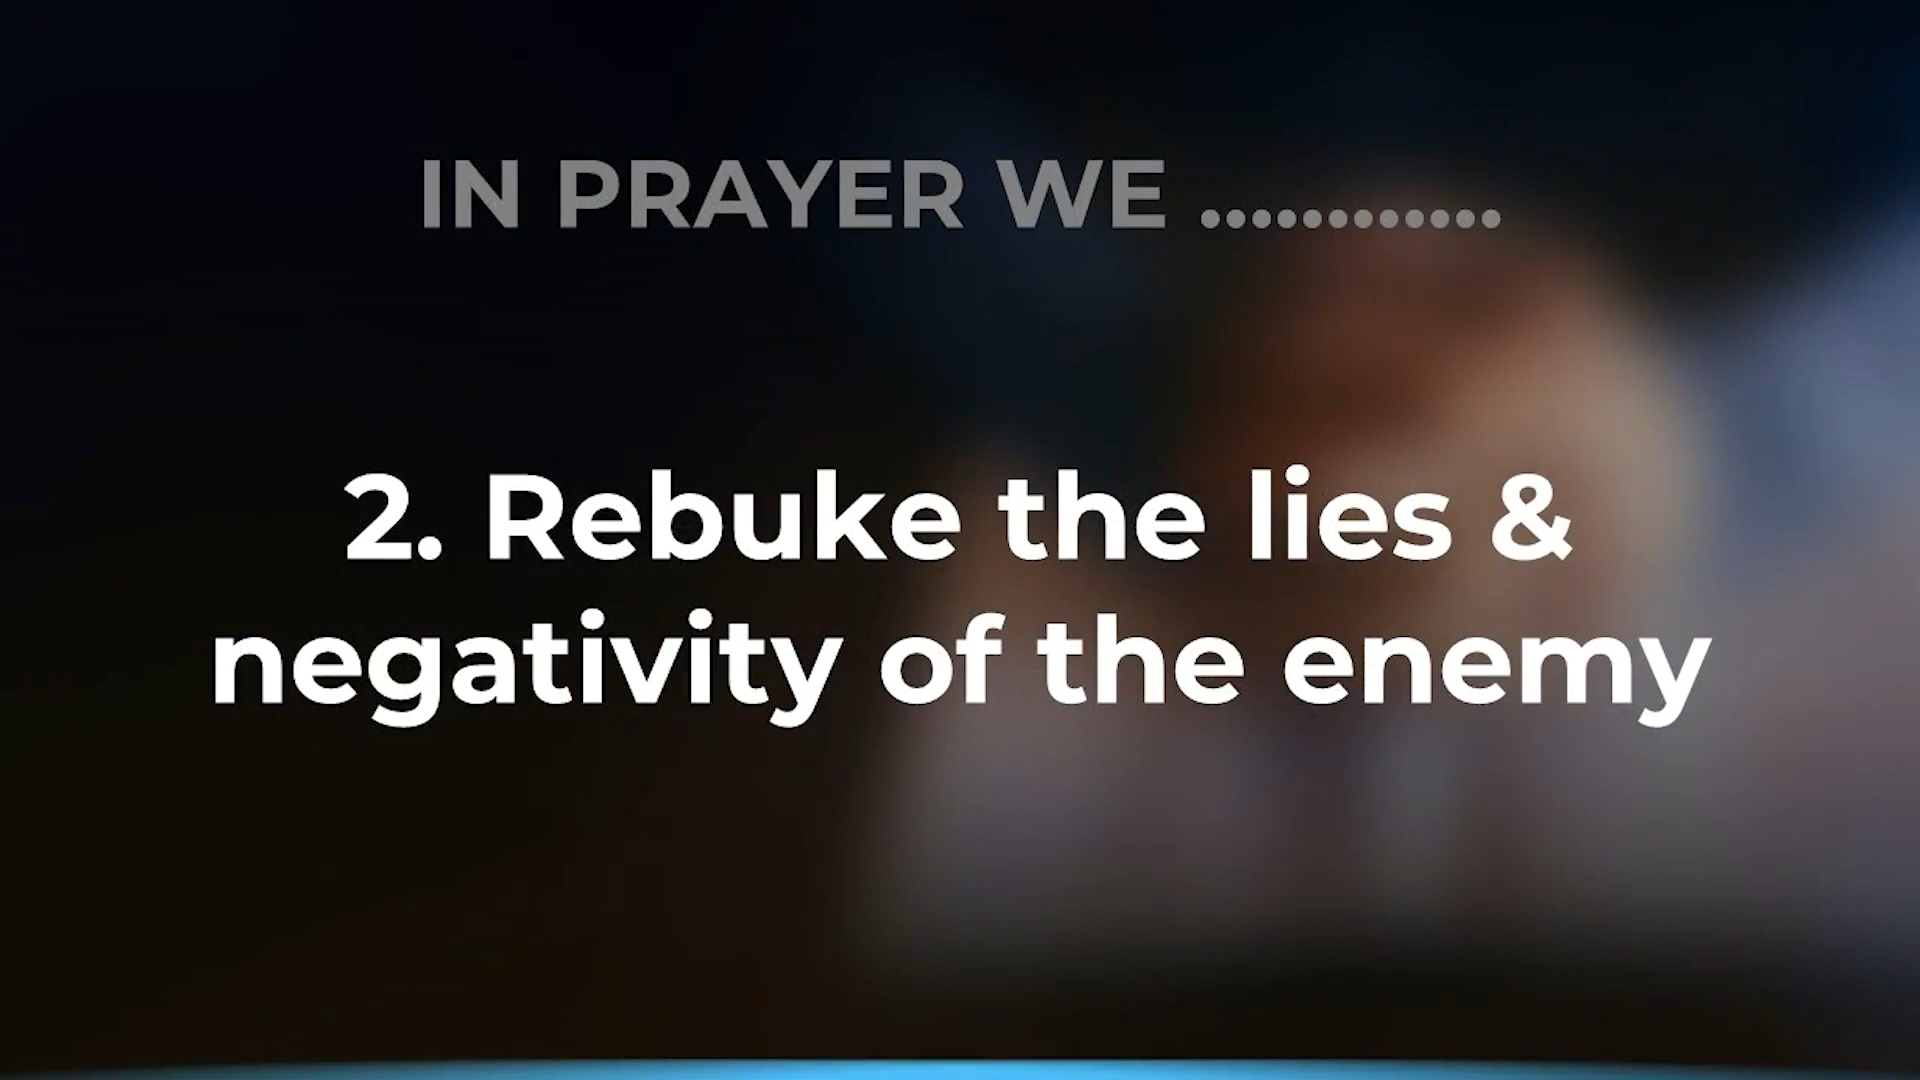 IN PRAYER WE ............
2. Rebuke the lies &
negativity of the enemy